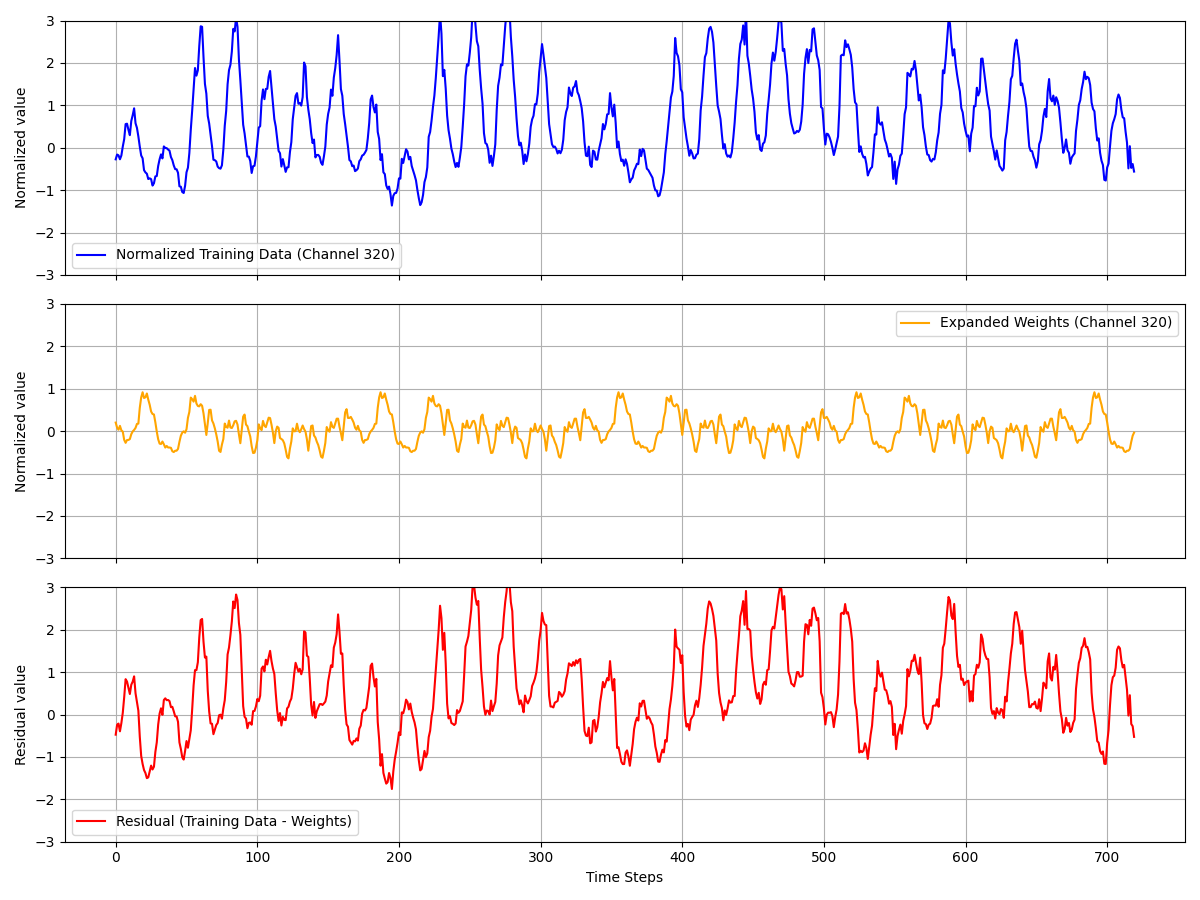 3
2
1
0
−1
−2
−3
Normalized value
Normalized Training Data (Channel 320)
3
2
1
0
−1
−2
−3
Normalized value
Expanded Weights (Channel 320)
3
2
1
0
−1
−2
−3
Residual value
Residual (Training Data - Weights)
0 100 200 300 400 500 600 700
Time Steps